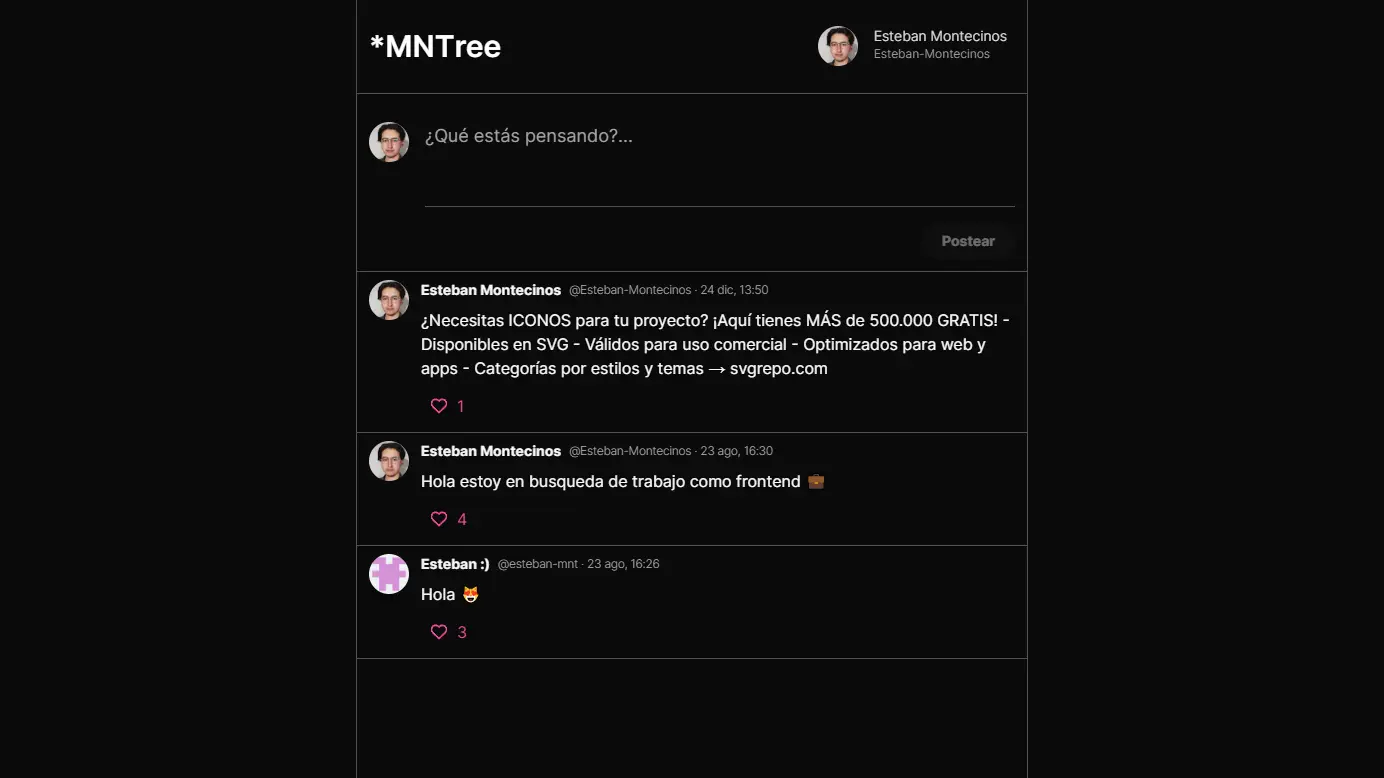 *MNTree
Esteban Montecinos
Esteban-Montecinos
¿Qué estás pensando?...
Postear
Esteban Montecinos @Esteban-Montecinos · 24 dic, 13:50
¿Necesitas ICONOS para tu proyecto? ¡Aquí tienes MÁS de 500.000 GRATIS! -
Disponibles en SVG - Válidos para uso comercial - Optimizados para web y
apps - Categorías por estilos y temas → svgrepo.com
1
Esteban Montecinos @Esteban-Montecinos · 23 ago, 16:30
Hola estoy en busqueda de trabajo como frontend 💼
4
Esteban :) @esteban-mnt · 23 ago, 16:26
Hola 😻
3